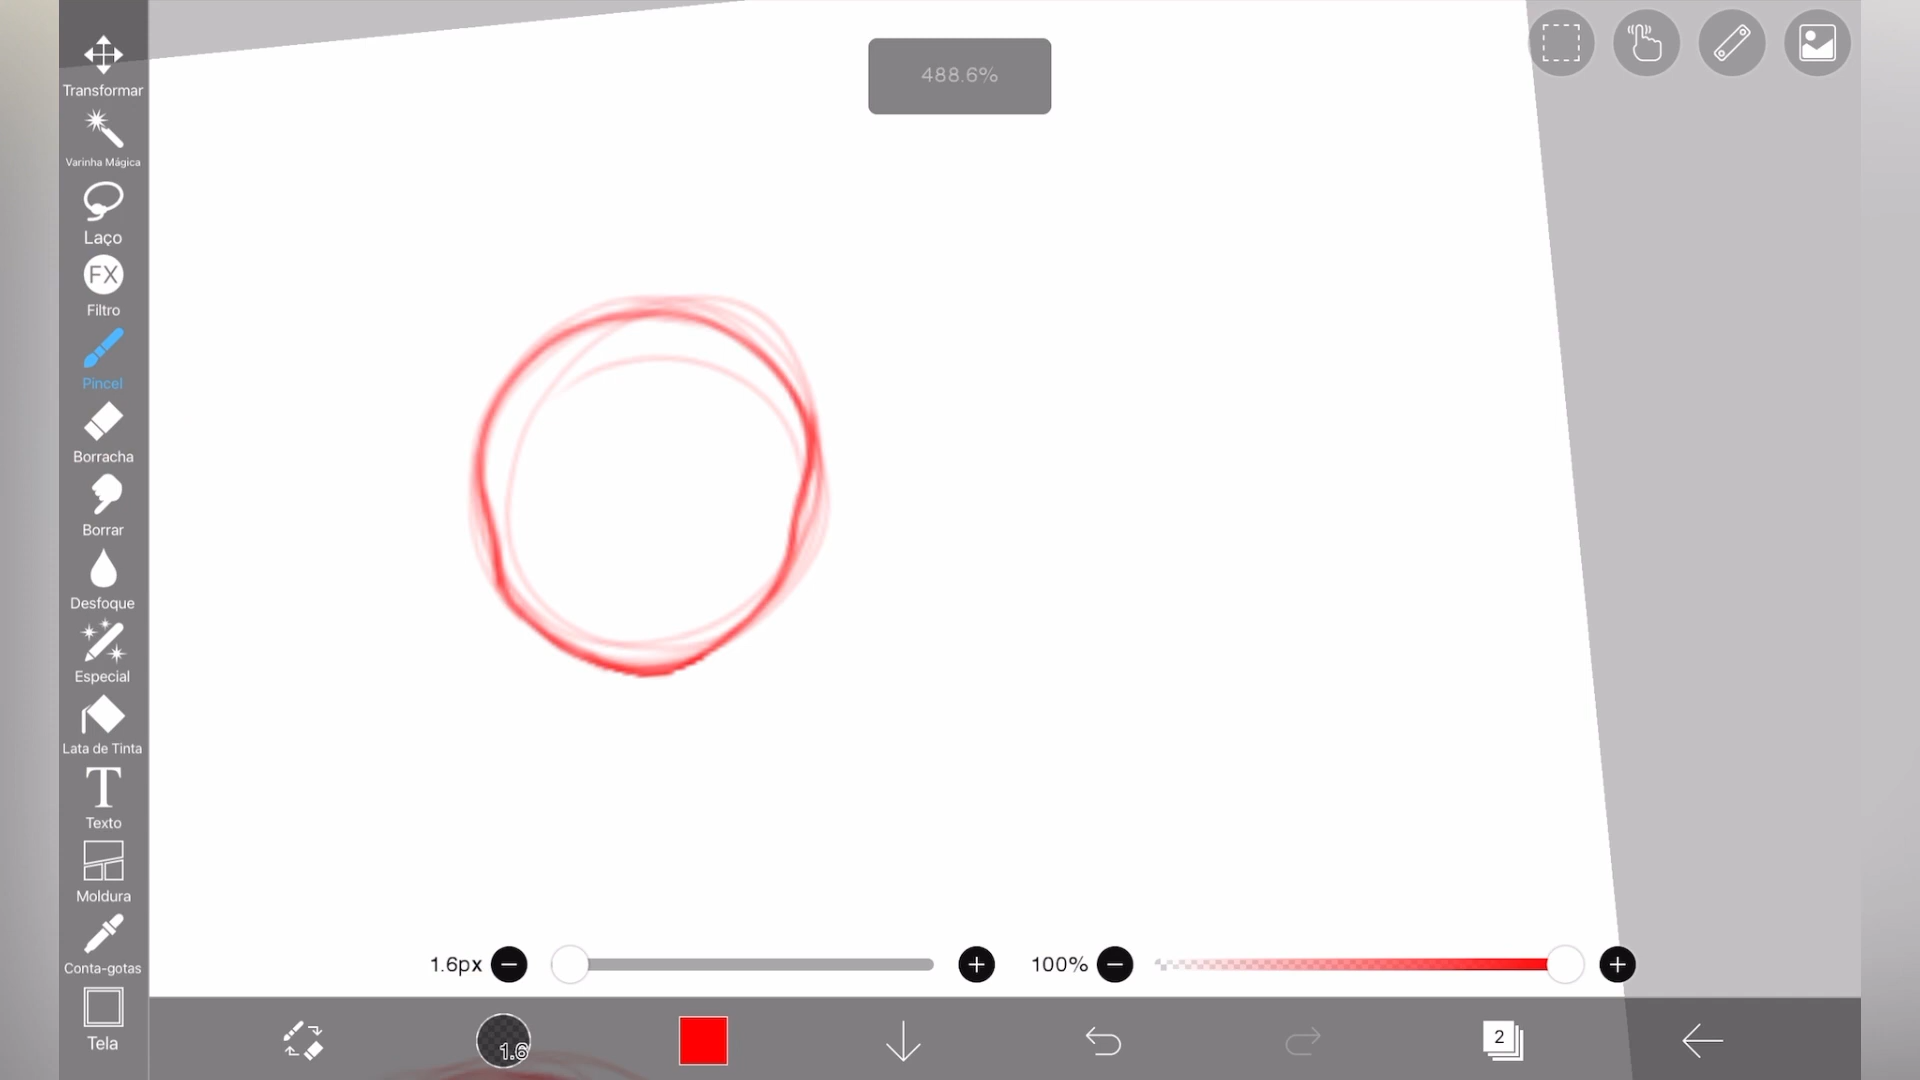 488.6%
Transformar
Varinha Mágica
Laço
FX
Filtro
Pincel
Borracha
Borrar
Desfoque
Especial
Lata de Tinta
T
Texto
Moldura
Conta-gotas
Tela
1.6px
100%
1.6
2